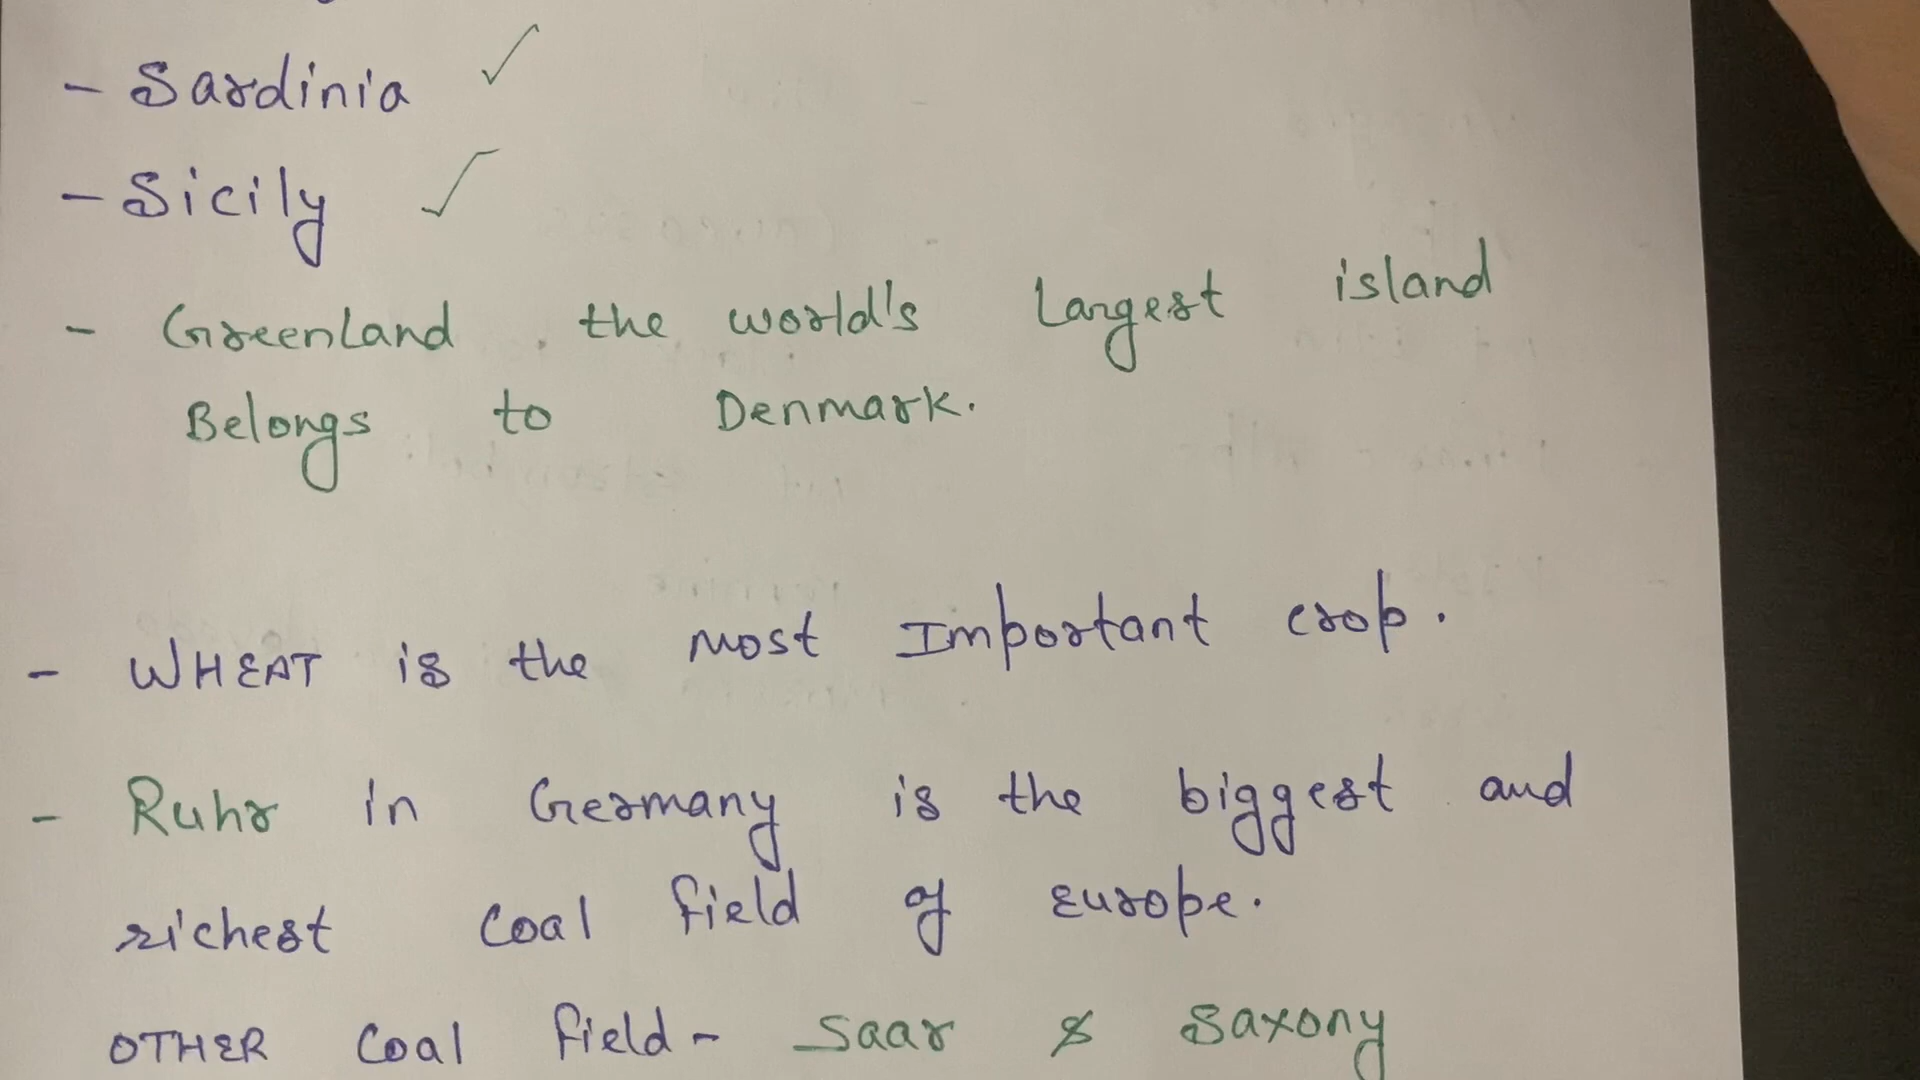 - Sardinia ✓
- Sicily ✓
- Greenland the world's Largest island
Belongs to Denmark.
- WHEAT is the most Important crop.
- Ruhr in Germany is the biggest and
richest coal field of Europe.
OTHER coal field - Saar & Saxony